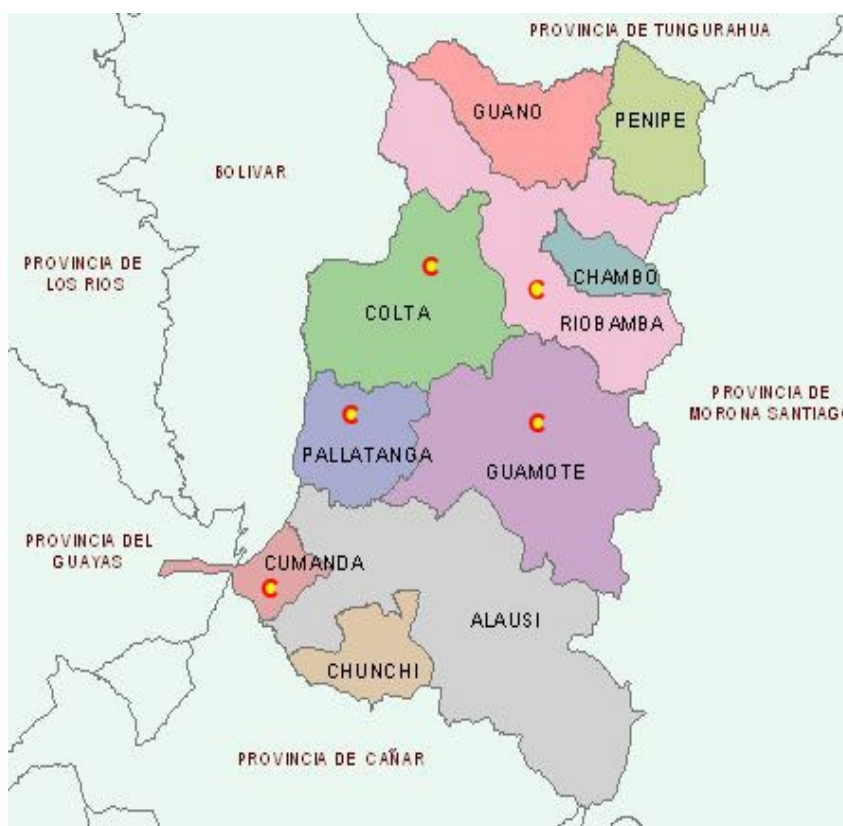 PROVINCIA DE TUNGURAHUA
GUANO
PENIPE
BOLIVAR
PROVINCIA DE
LOS RIOS
C
CHAMBO
C
COLTA
RIOBAMBA
PROVINCIA DE
MORONA SANTIAGO
C
C
PALLATANGA
GUAMOTE
PROVINCIA DEL
GUAYAS
CUMANDA
C
ALAUSI
CHUNCHI
PROVINCIA DE CAÑAR